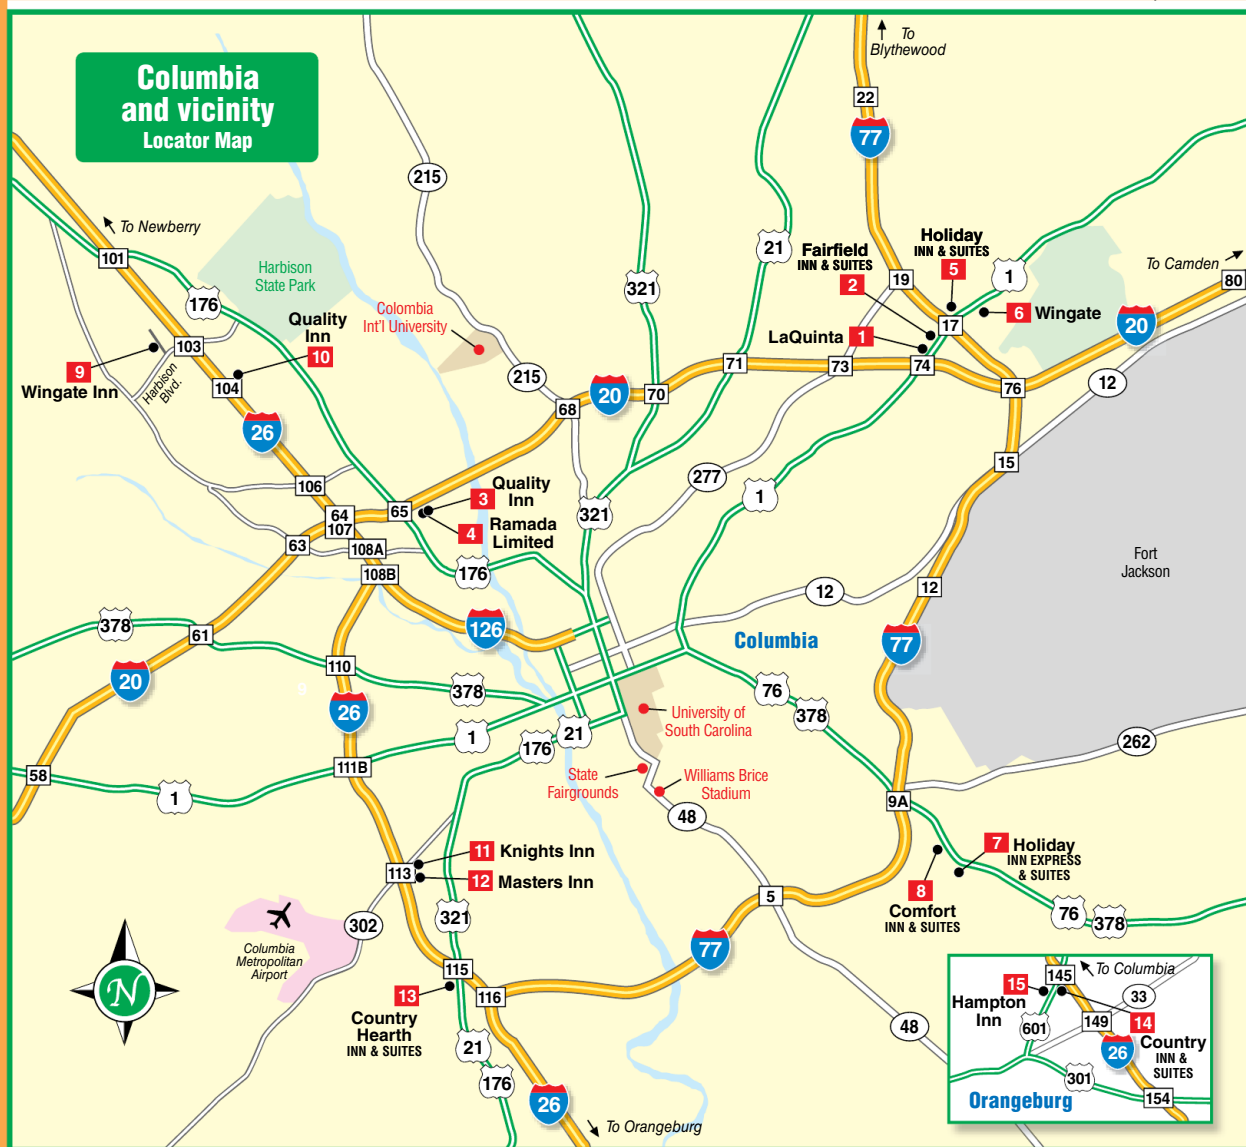 Columbia
and vicinity
Locator Map
To
Blythewood
22
77
215
To Newberry
101
176
Harbison
State Park
Colombia
Int'l University
321
21
Fairfield
INN & SUITES
2
Holiday
INN & SUITES
5
19
1
To Camden
80
17
6 Wingate
20
LaQuinta 1
Quality
Inn
10
103
104
9
Wingate Inn
Harbison
Blvd.
26
215
68
20
70
71
73
74
76
12
15
277
1
106
64
107
65
3
Quality
Inn
4
Ramada
Limited
321
63
108A
108B
176
Fort
Jackson
12
12
378
61
126
Columbia
77
20
110
378
26
1
176
21
76
378
University of
South Carolina
State
Fairgrounds
Williams Brice
Stadium
262
58
1
111B
48
9A
11 Knights Inn
12 Masters Inn
113
7 Holiday
INN EXPRESS
& SUITES
8
Comfort
INN & SUITES
5
76
378
302
321
Columbia
Metropolitan
Airport
77
N
115
116
13
Country
Hearth
INN & SUITES
21
176
26
To Orangeburg
48
145
To Columbia
15
Hampton
Inn
33
601
149
14
Country
INN &
SUITES
26
301
154
Orangeburg
9